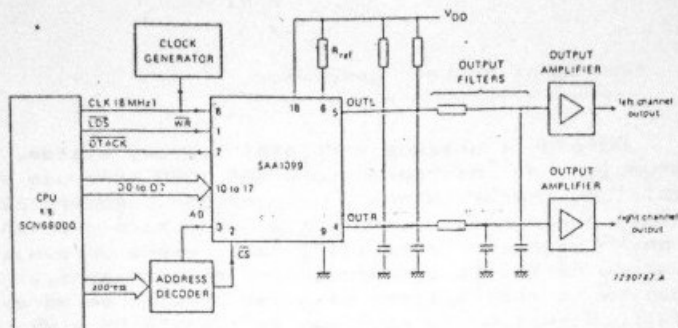 VDD
CLOCK
GENERATOR
Rref
OUTPUT
FILTERS
OUTPUT
AMPLIFIER
CLK (8 MHz)
LDS
WR
DTACK
8
1
7
18
6
5
OUTL
left channel
output
SAA1099
CPU
SCN68000
D0 to D7
10 to 17
A0
3
2
9
4
OUTR
CS
OUTPUT
AMPLIFIER
right channel
output
ADDRESS
DECODER